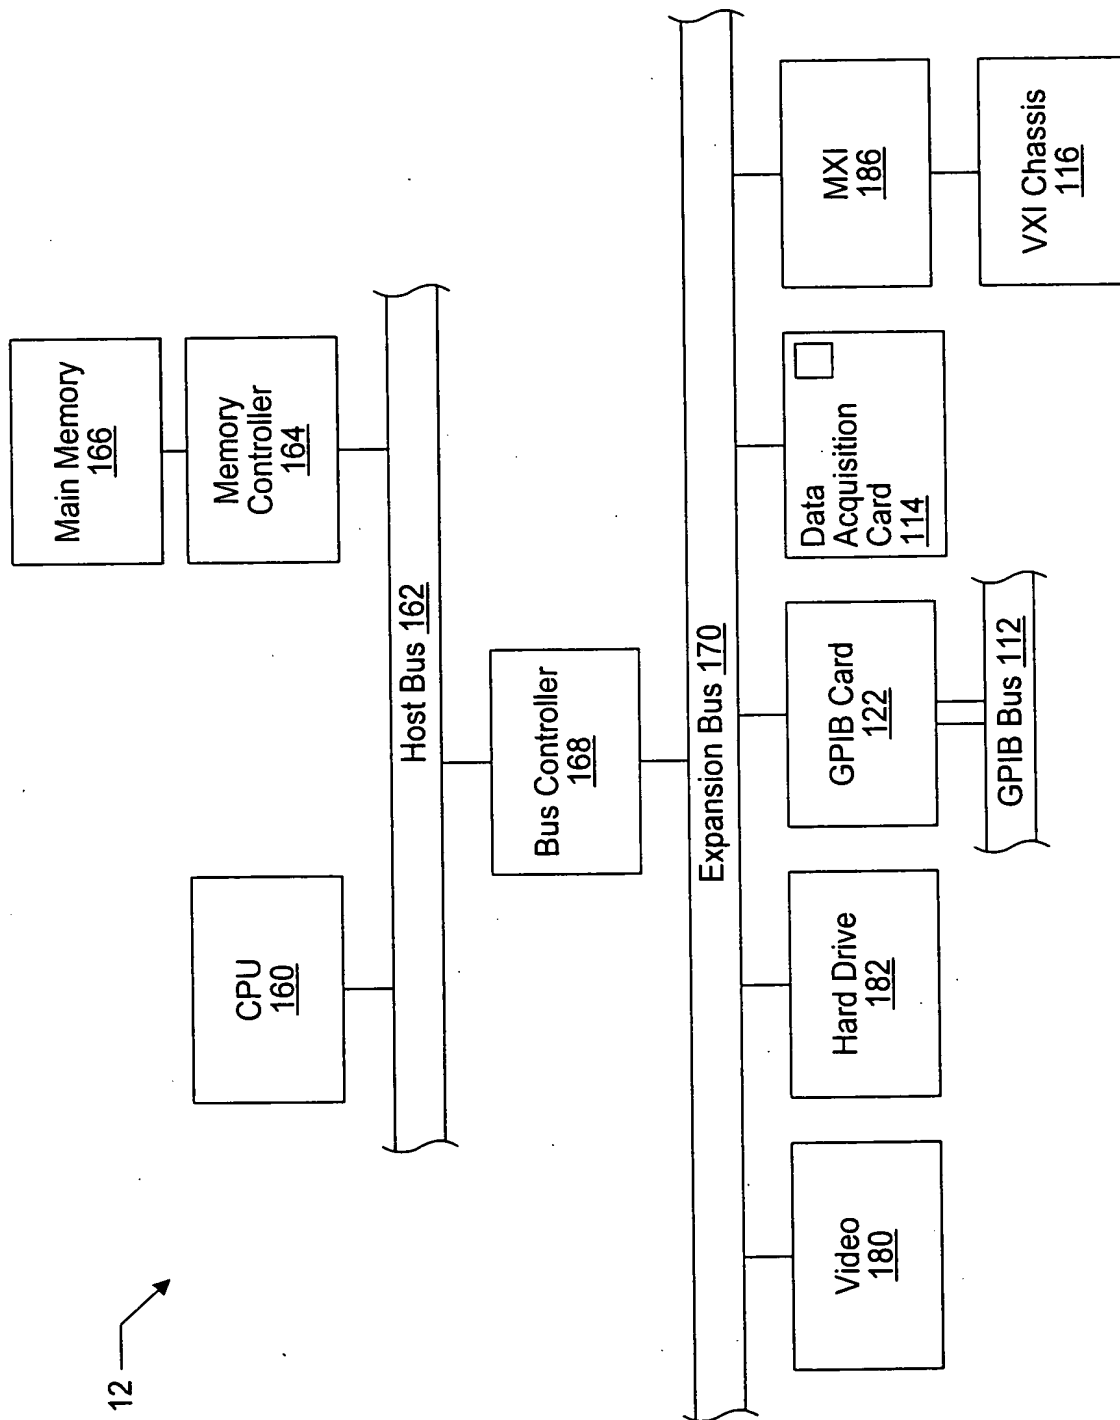 12
CPU
160
Main Memory
166
Memory
Controller
164
Host Bus 162
Bus Controller
168
Expansion Bus 170
Video
180
Hard Drive
182
GPIB Card
122
Data
Acquisition
Card
114
MXI
186
GPIB Bus 112
VXI Chassis
116